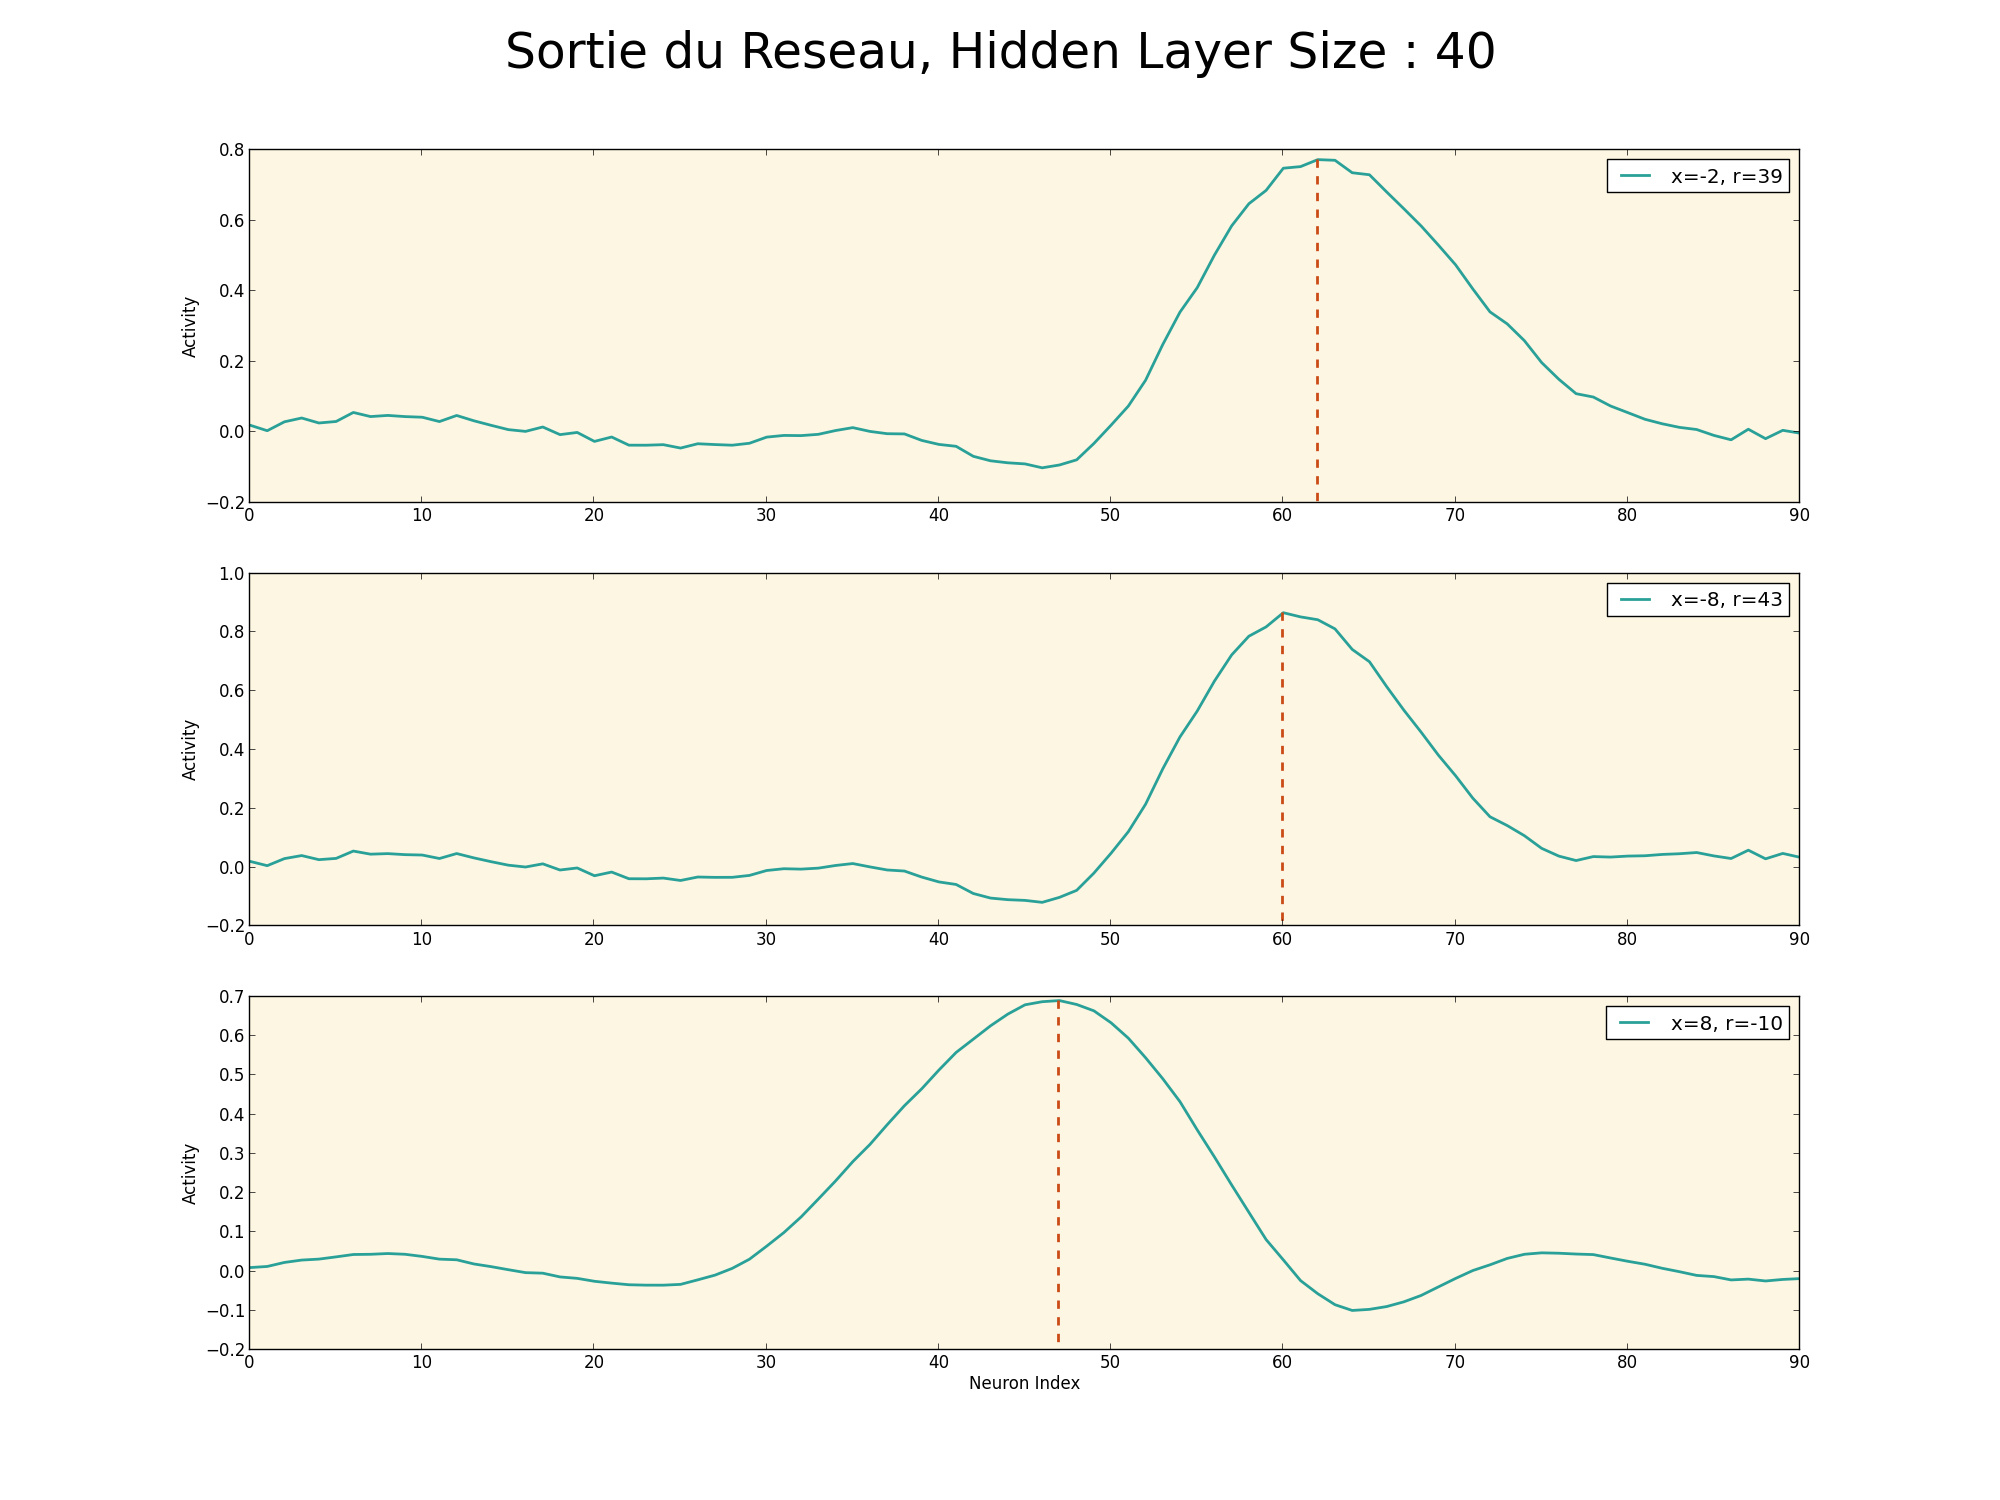 Sortie du Reseau, Hidden Layer Size : 40
0.8
0.6
0.4
0.2
0.0
−0.2
Activity
x=-2, r=39
0 10 20 30 40 50 60 70 80 90
1.0
0.8
0.6
0.4
0.2
0.0
−0.2
Activity
x=-8, r=43
0 10 20 30 40 50 60 70 80 90
0.7
0.6
0.5
0.4
0.3
0.2
0.1
0.0
−0.1
−0.2
Activity
x=8, r=-10
0 10 20 30 40 50 60 70 80 90
Neuron Index